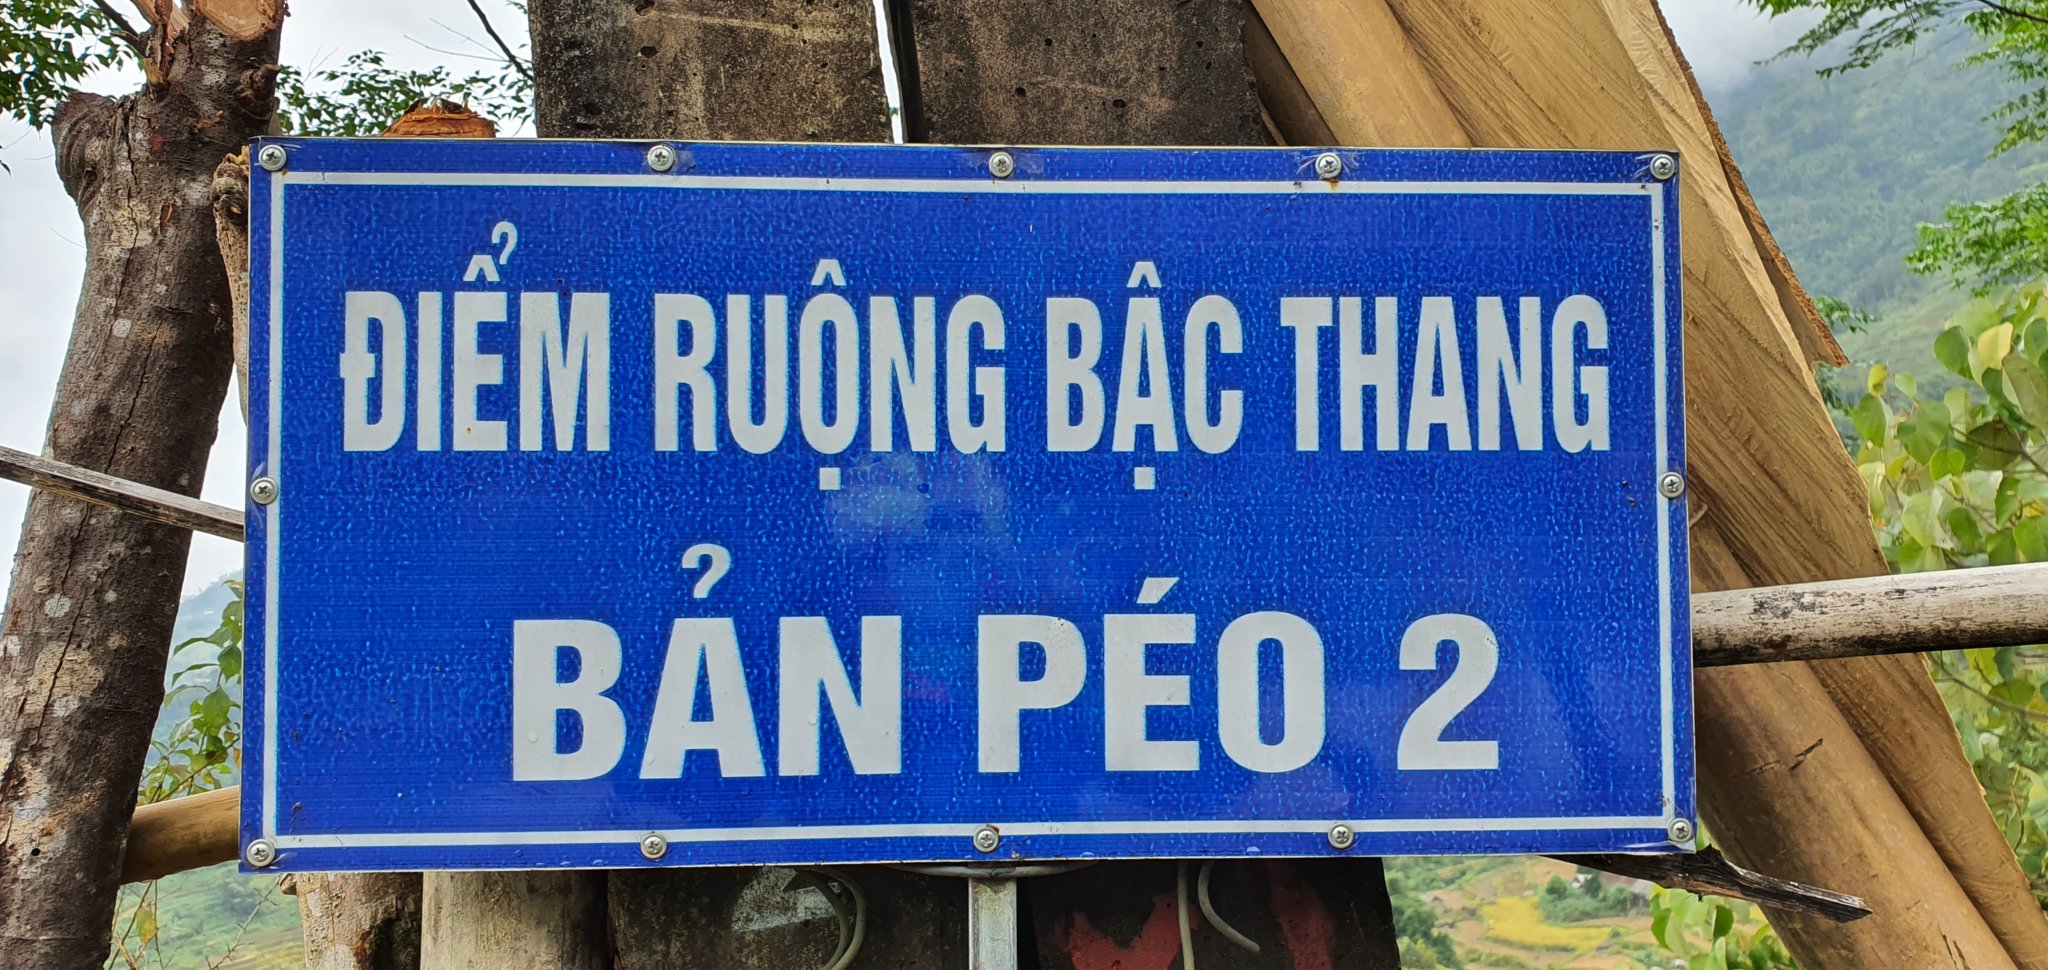 ĐIỂM RUỘNG BẬC THANG
BẢN PÉO 2